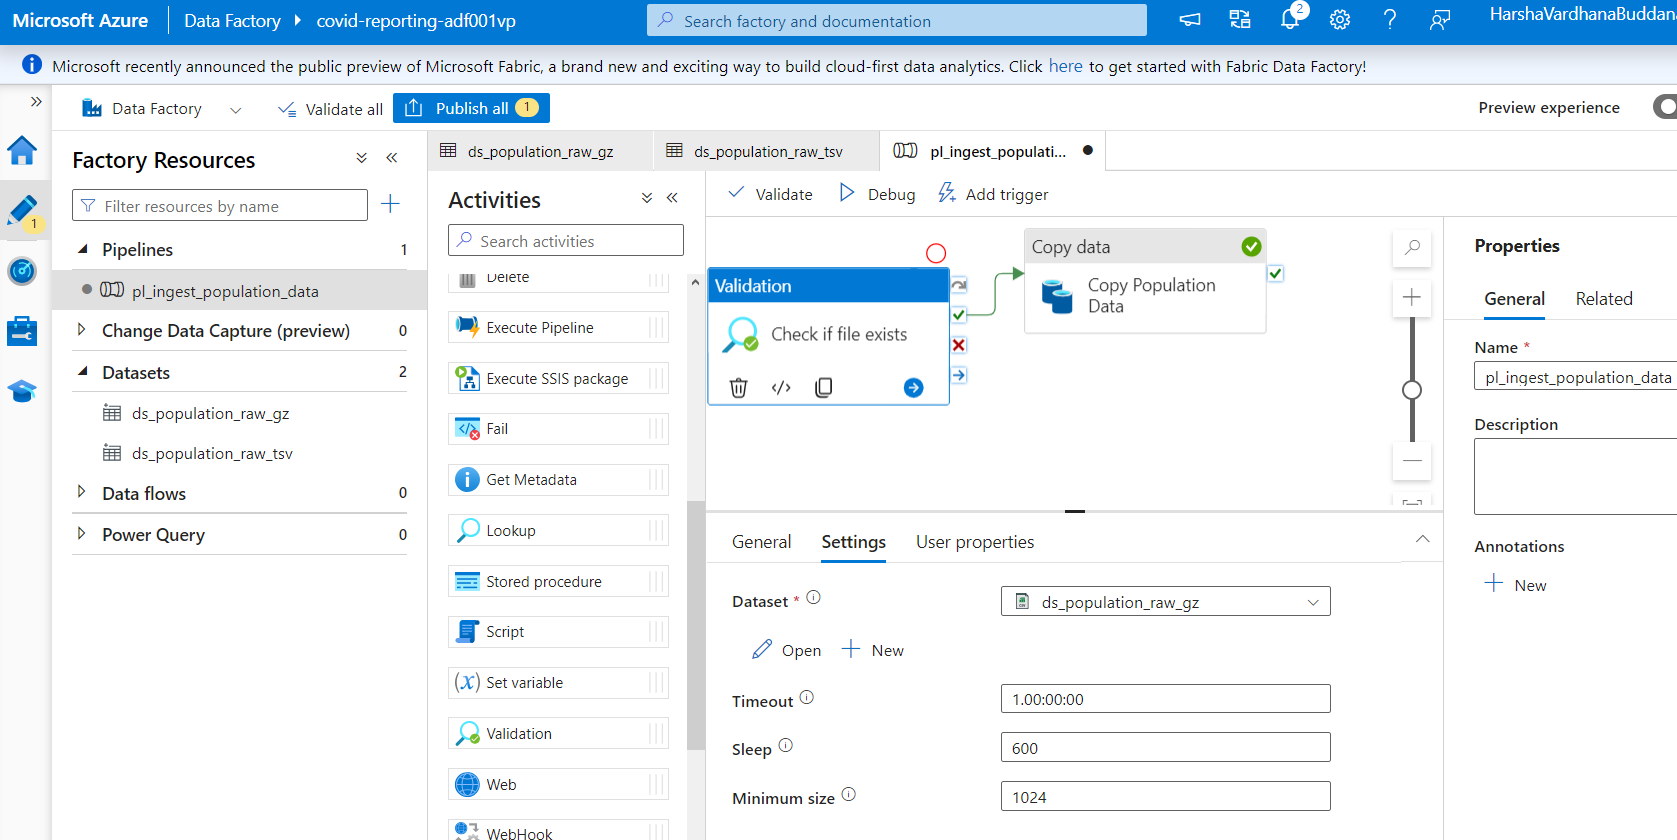 Microsoft Azure
Data Factory
covid-reporting-adf001vp
Search factory and documentation
2
HarshaVardhanaBuddana
Microsoft recently announced the public preview of Microsoft Fabric, a brand new and exciting way to build cloud-first data analytics. Click here to get started with Fabric Data Factory!
Data Factory
Validate all
Publish all 1
Preview experience
1
Factory Resources
Filter resources by name
Pipelines 1
pl_ingest_population_data
Change Data Capture (preview) 0
Datasets 2
ds_population_raw_gz
ds_population_raw_tsv
Data flows 0
Power Query 0
ds_population_raw_gz
ds_population_raw_tsv
pl_ingest_populati...
Activities
Search activities
Delete
Execute Pipeline
Execute SSIS package
Fail
Get Metadata
Lookup
Stored procedure
Script
Set variable
Validation
Web
WebHook
Validate
Debug
Add trigger
Validation
Check if file exists
Copy data
Copy Population
Data
General
Settings
User properties
Dataset *
ds_population_raw_gz
Open
New
Timeout
1.00:00:00
Sleep
600
Minimum size
1024
Properties
General
Related
Name *
pl_ingest_population_data
Description
Annotations
New